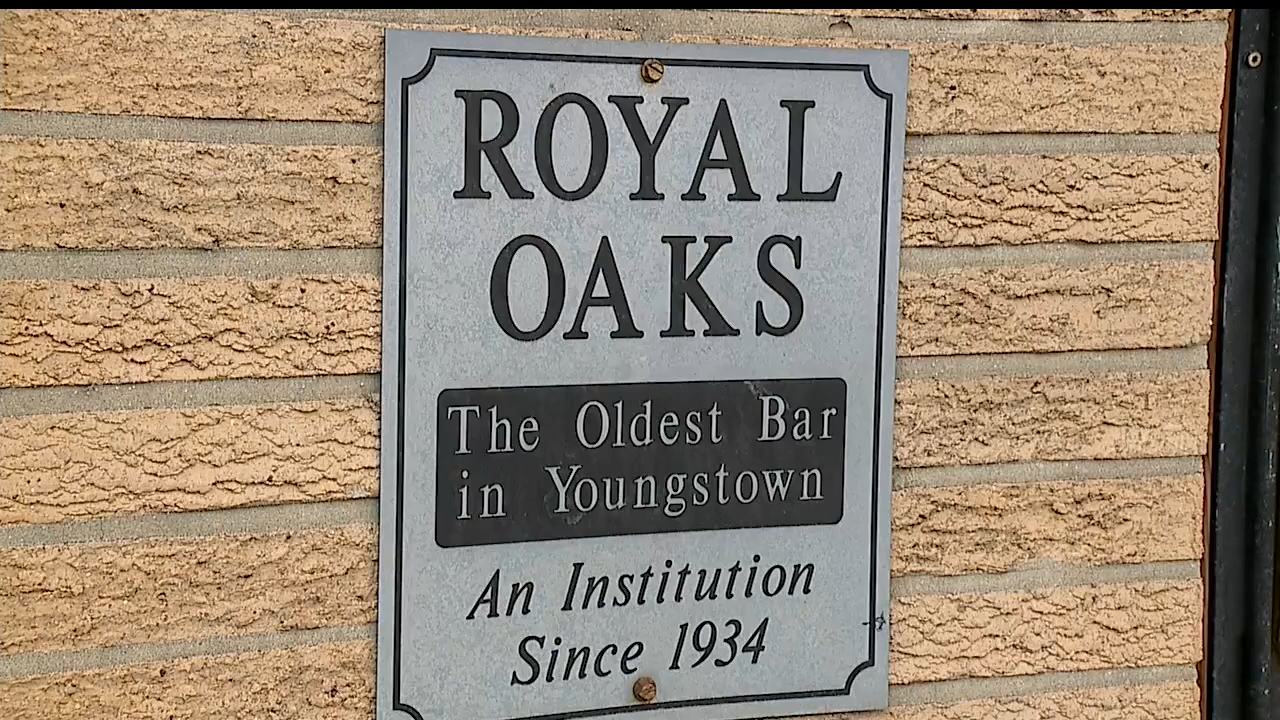 ROYAL
OAKS
The Oldest Bar
in Youngstown
An Institution
Since 1934